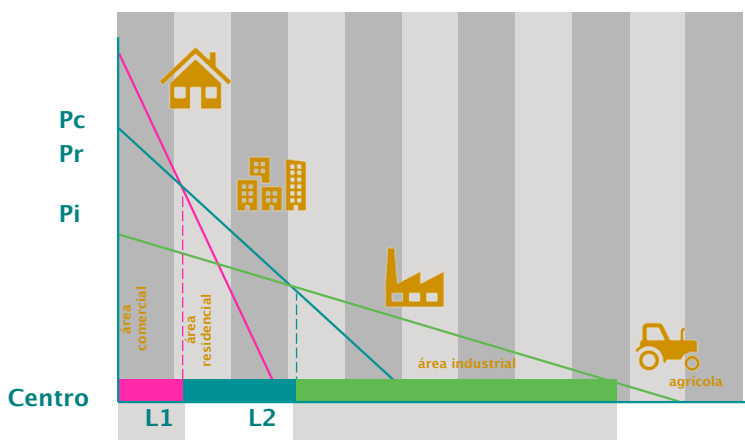 Pc
Pr
Pi
área
comercial
área
residencial
área industrial
agrícola
Centro
L1
L2